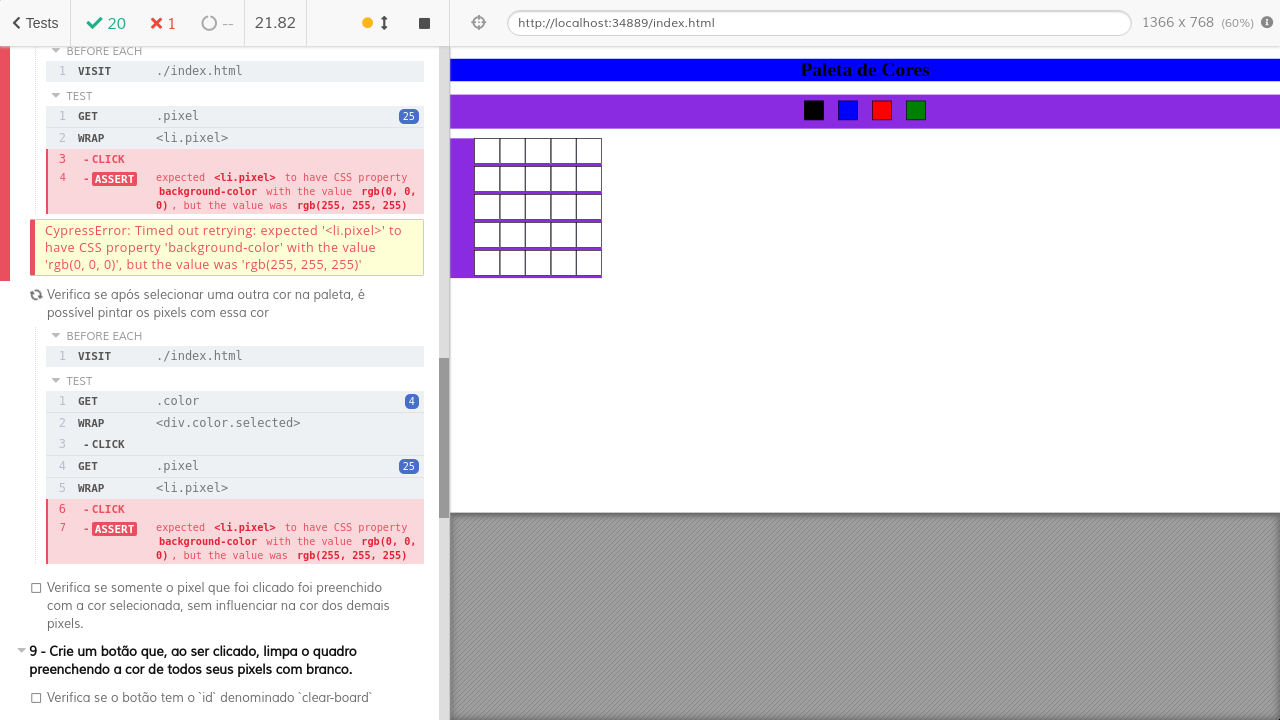 Tests 20 1 -- 21.82 http://localhost:34889/index.html 1366 x 768 (60%)
BEFORE EACH
1 VISIT ./index.html
TEST
1 GET .pixel 25
2 WRAP <li.pixel>
3 - CLICK
4 - ASSERT expected <li.pixel> to have CSS property
background-color with the value rgb(0, 0,
0) , but the value was rgb(255, 255, 255)
CypressError: Timed out retrying: expected '<li.pixel>' to
have CSS property 'background-color' with the value
'rgb(0, 0, 0)', but the value was 'rgb(255, 255, 255)'
Verifica se após selecionar uma outra cor na paleta, é
possível pintar os pixels com essa cor
BEFORE EACH
1 VISIT ./index.html
TEST
1 GET .color 4
2 WRAP <div.color.selected>
3 - CLICK
4 GET .pixel 25
5 WRAP <li.pixel>
6 - CLICK
7 - ASSERT expected <li.pixel> to have CSS property
background-color with the value rgb(0, 0,
0) , but the value was rgb(255, 255, 255)
Verifica se somente o pixel que foi clicado foi preenchido
com a cor selecionada, sem influenciar na cor dos demais
pixels.
9 - Crie um botão que, ao ser clicado, limpa o quadro
preenchendo a cor de todos seus pixels com branco.
Verifica se o botão tem o `id` denominado `clear-board`
Paleta de Cores